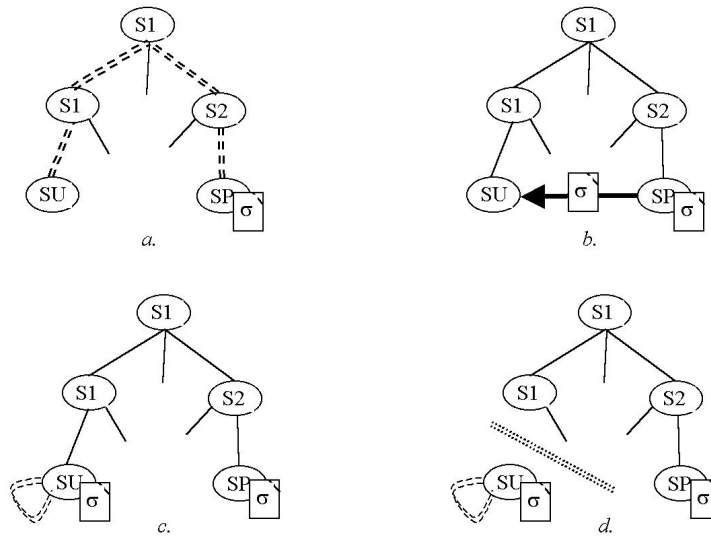 S1 S1
S1 S2 S1 S2
SU SP σ SU σ SP σ
a. b.
S1 S1
S1 S2 S1 S2
SU σ SP σ SU σ SP σ
c. d.